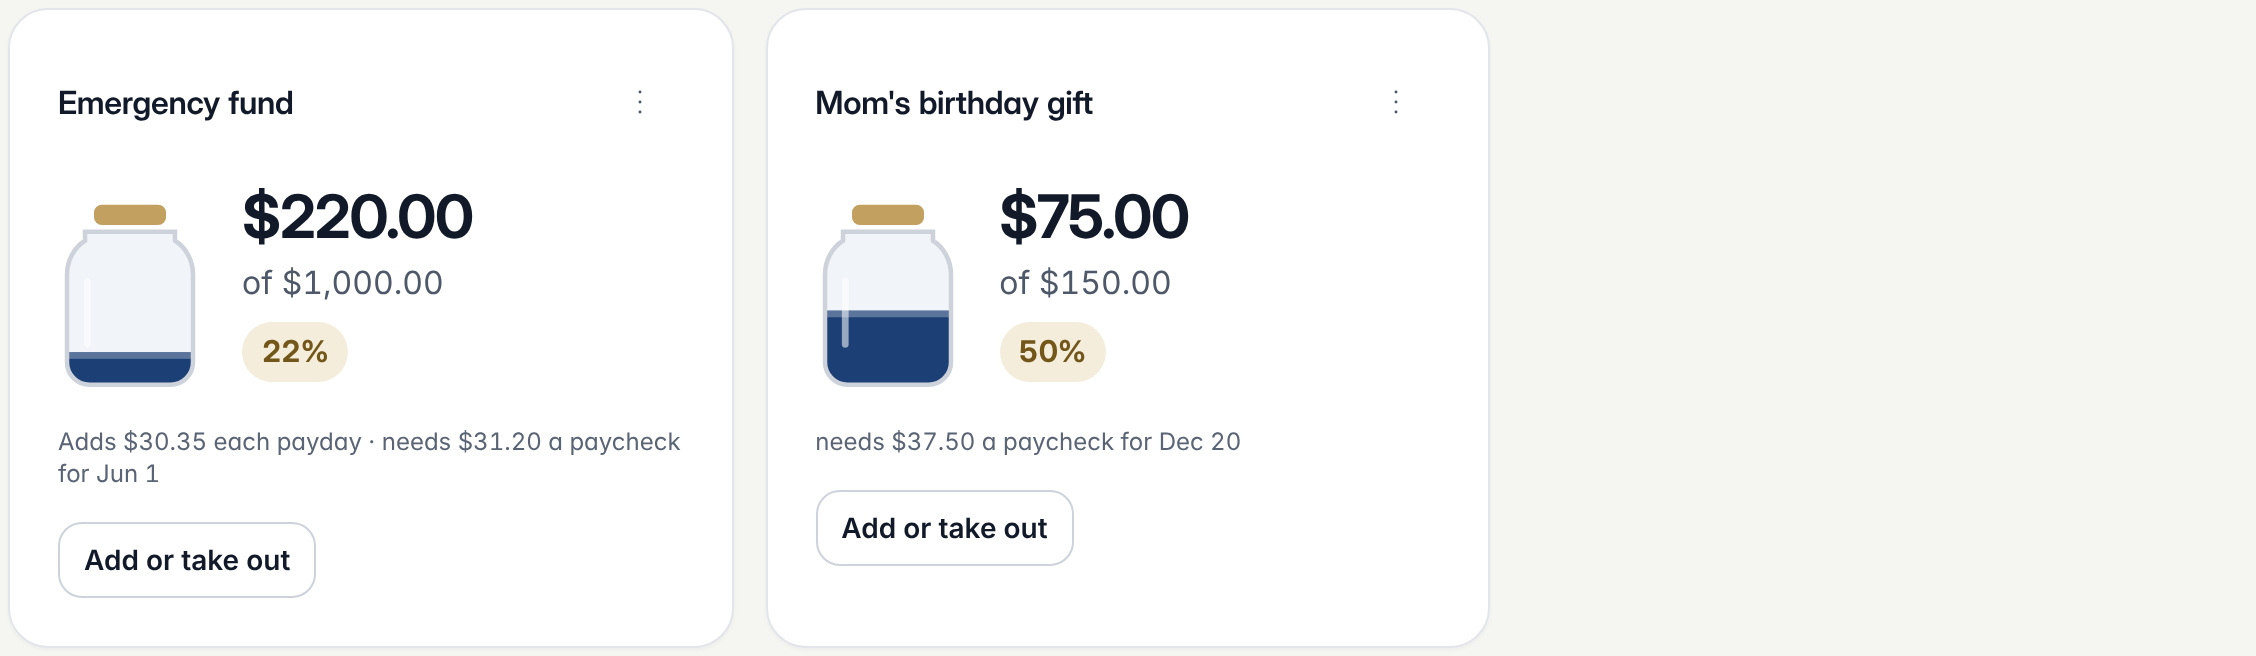 Emergency fund
$220.00
of $1,000.00
22%
Adds $30.35 each payday · needs $31.20 a paycheck
for Jun 1
Add or take out
Mom's birthday gift
$75.00
of $150.00
50%
needs $37.50 a paycheck for Dec 20
Add or take out